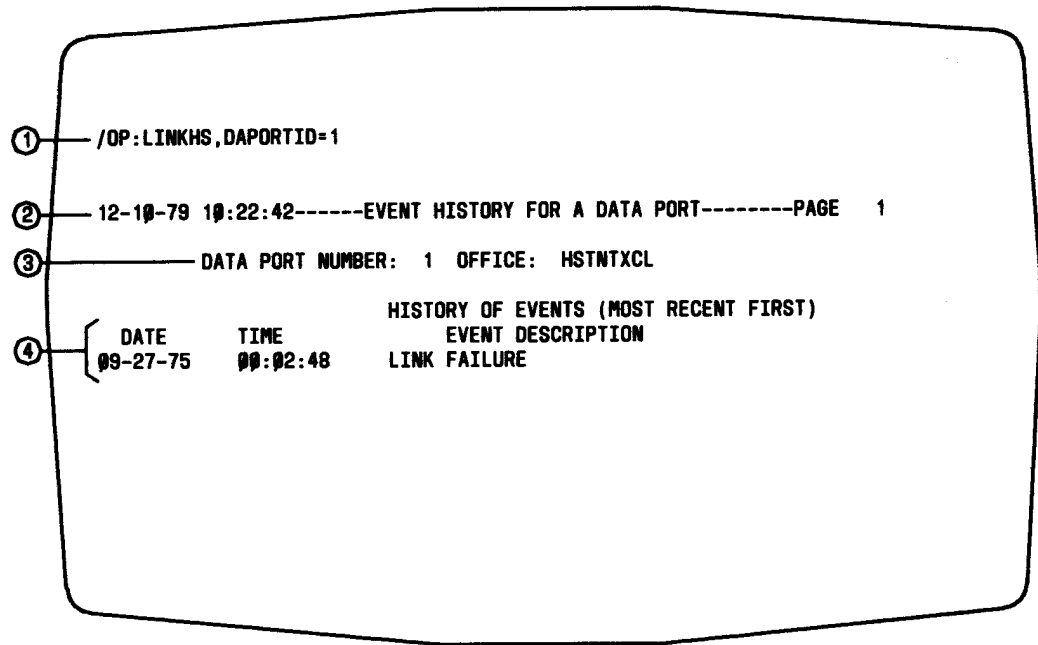 ① /OP:LINKHS,DAPORTID=1
② 12-10-79 10:22:42------EVENT HISTORY FOR A DATA PORT--------PAGE 1
③ DATA PORT NUMBER: 1 OFFICE: HSTNTXCL
HISTORY OF EVENTS (MOST RECENT FIRST)
DATE TIME EVENT DESCRIPTION
④ 09-27-75 00:02:48 LINK FAILURE